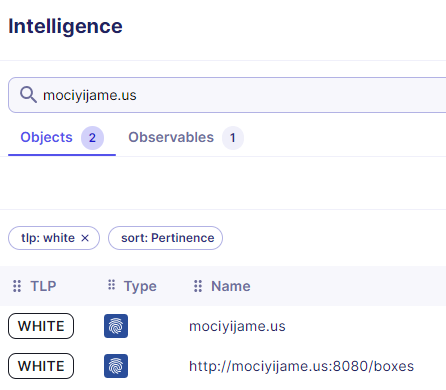 Intelligence
mociyijame.us
Objects 2 Observables 1
tlp: white × sort: Pertinence
TLP Type Name
WHITE mociyijame.us
WHITE http://mociyijame.us:8080/boxes